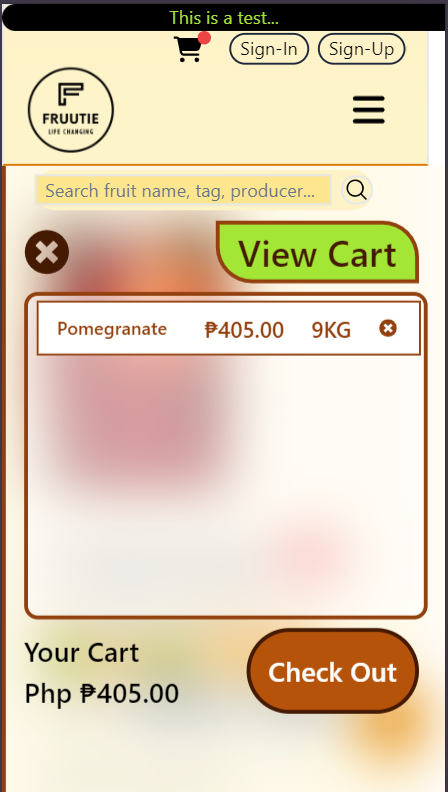 This is a test...
Sign-In Sign-Up
FRUUTIE
LIFE CHANGING
Search fruit name, tag, producer...
View Cart
Pomegranate ₱405.00 9KG
Your Cart
Php ₱405.00
Check Out